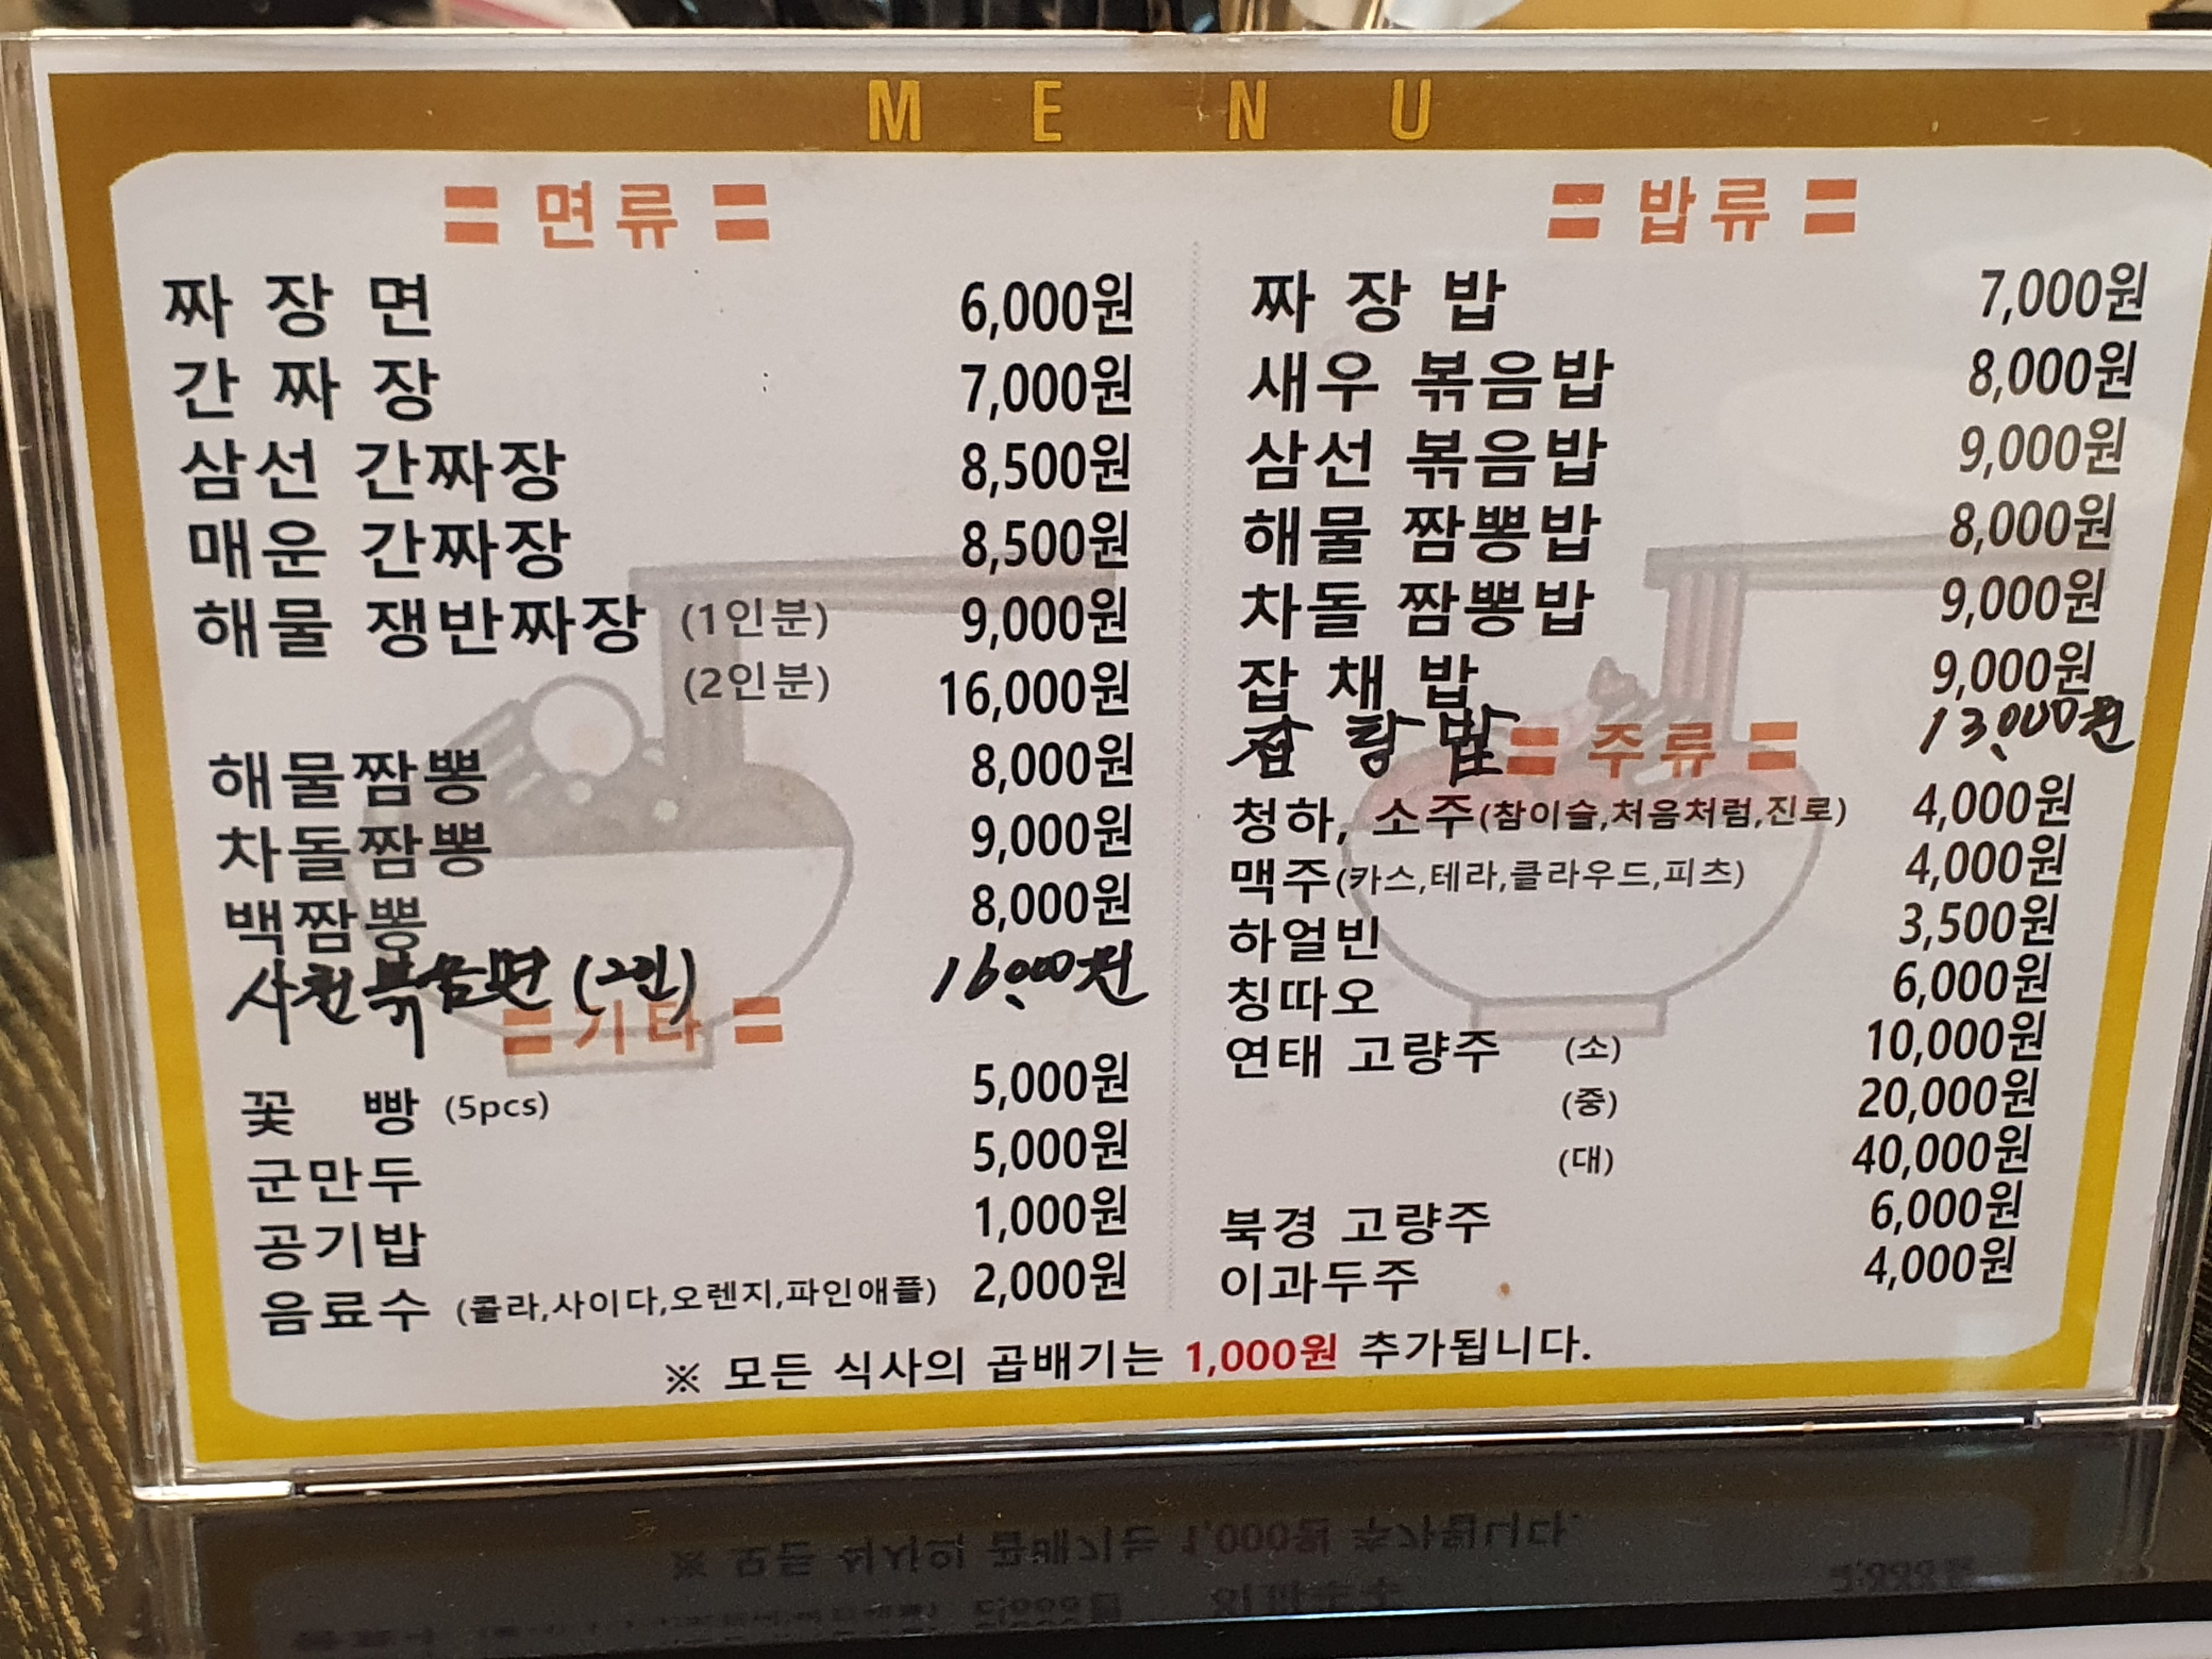 MENU
= 면류 =
짜장면 6,000원
간짜장 7,000원
삼선 간짜장 8,500원
매운 간짜장 8,500원
해물 쟁반짜장 (1인분) 9,000원
(2인분) 16,000원
해물짬뽕 8,000원
차돌짬뽕 9,000원
백짬뽕 8,000원
사천볶음면 (2인) 16,000원
= 기타 =
꽃빵 (5pcs) 5,000원
군만두 5,000원
공기밥 1,000원
음료수 (콜라,사이다,오렌지,파인애플) 2,000원
= 밥류 =
짜장밥 7,000원
새우 볶음밥 8,000원
삼선 볶음밥 9,000원
해물 짬뽕밥 8,000원
차돌 짬뽕밥 9,000원
잡채밥 9,000원
잡탕밥 13,000원
= 주류 =
청하, 소주(참이슬,처음처럼,진로) 4,000원
맥주(카스,테라,클라우드,피츠) 4,000원
하얼빈 3,500원
칭따오 6,000원
연태 고량주 (소) 10,000원
(중) 20,000원
(대) 40,000원
북경 고량주 6,000원
이과두주 4,000원
※ 모든 식사의 곱배기는 1,000원 추가됩니다.